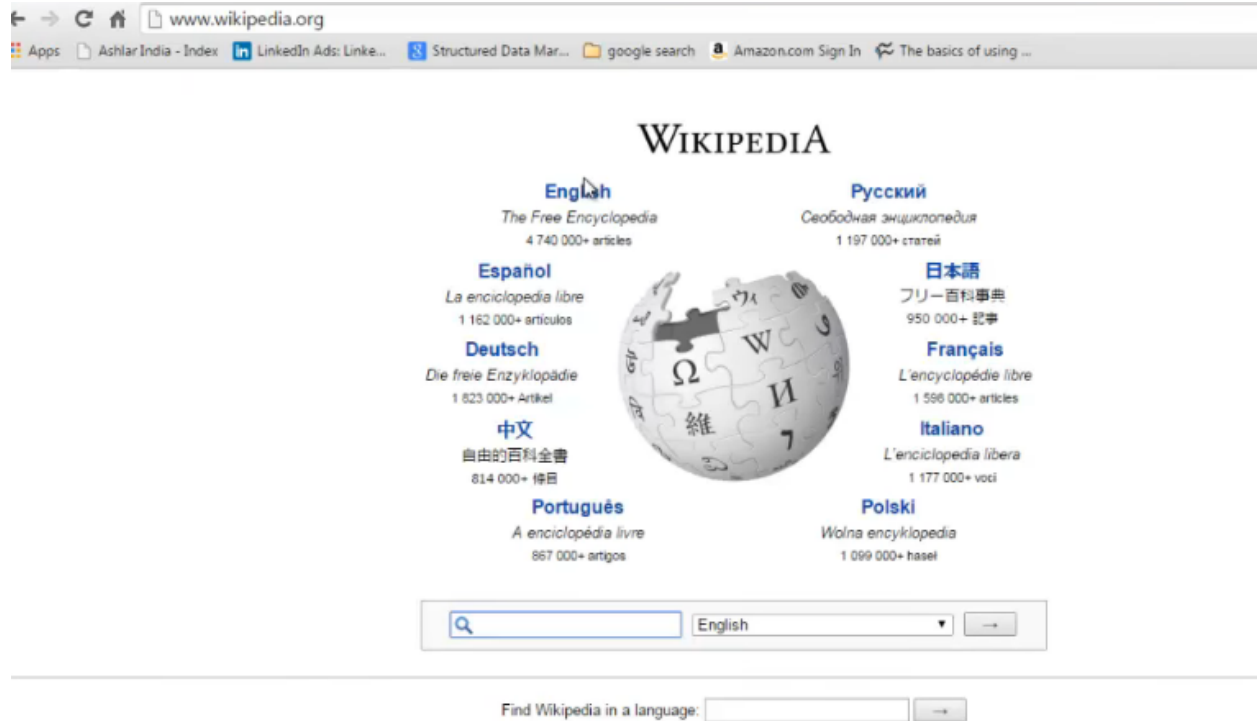 www.wikipedia.org
Apps Ashlar India - Index LinkedIn Ads: Linke... Structured Data Mar... google search Amazon.com Sign In The basics of using ...
WIKIPEDIA
English
The Free Encyclopedia
4 740 000+ articles
Русский
Свободная энциклопедия
1 197 000+ статей
Español
La enciclopedia libre
1 162 000+ artículos
日本語
フリー百科事典
950 000+ 記事
Deutsch
Die freie Enzyklopädie
1 823 000+ Artikel
Français
L'encyclopédie libre
1 596 000+ articles
中文
自由的百科全書
814 000+ 條目
Italiano
L'enciclopedia libera
1 177 000+ voci
Português
A enciclopédia livre
867 000+ artigos
Polski
Wolna encyklopedia
1 099 000+ haseł
Ω W И 維 7
English
Find Wikipedia in a language: